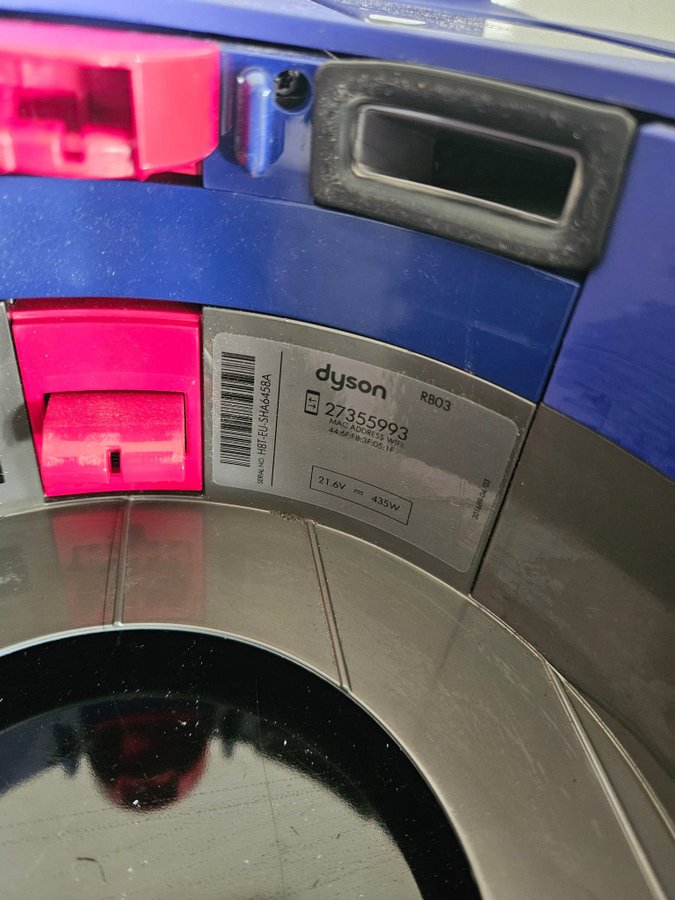 dyson RB03
27355993
MAC ADDRESS WIFI:
44:6F:F8:3F:05:1F
21.6V ⎓ 435W
SERIAL NO. H8T-EU-SHA6458A